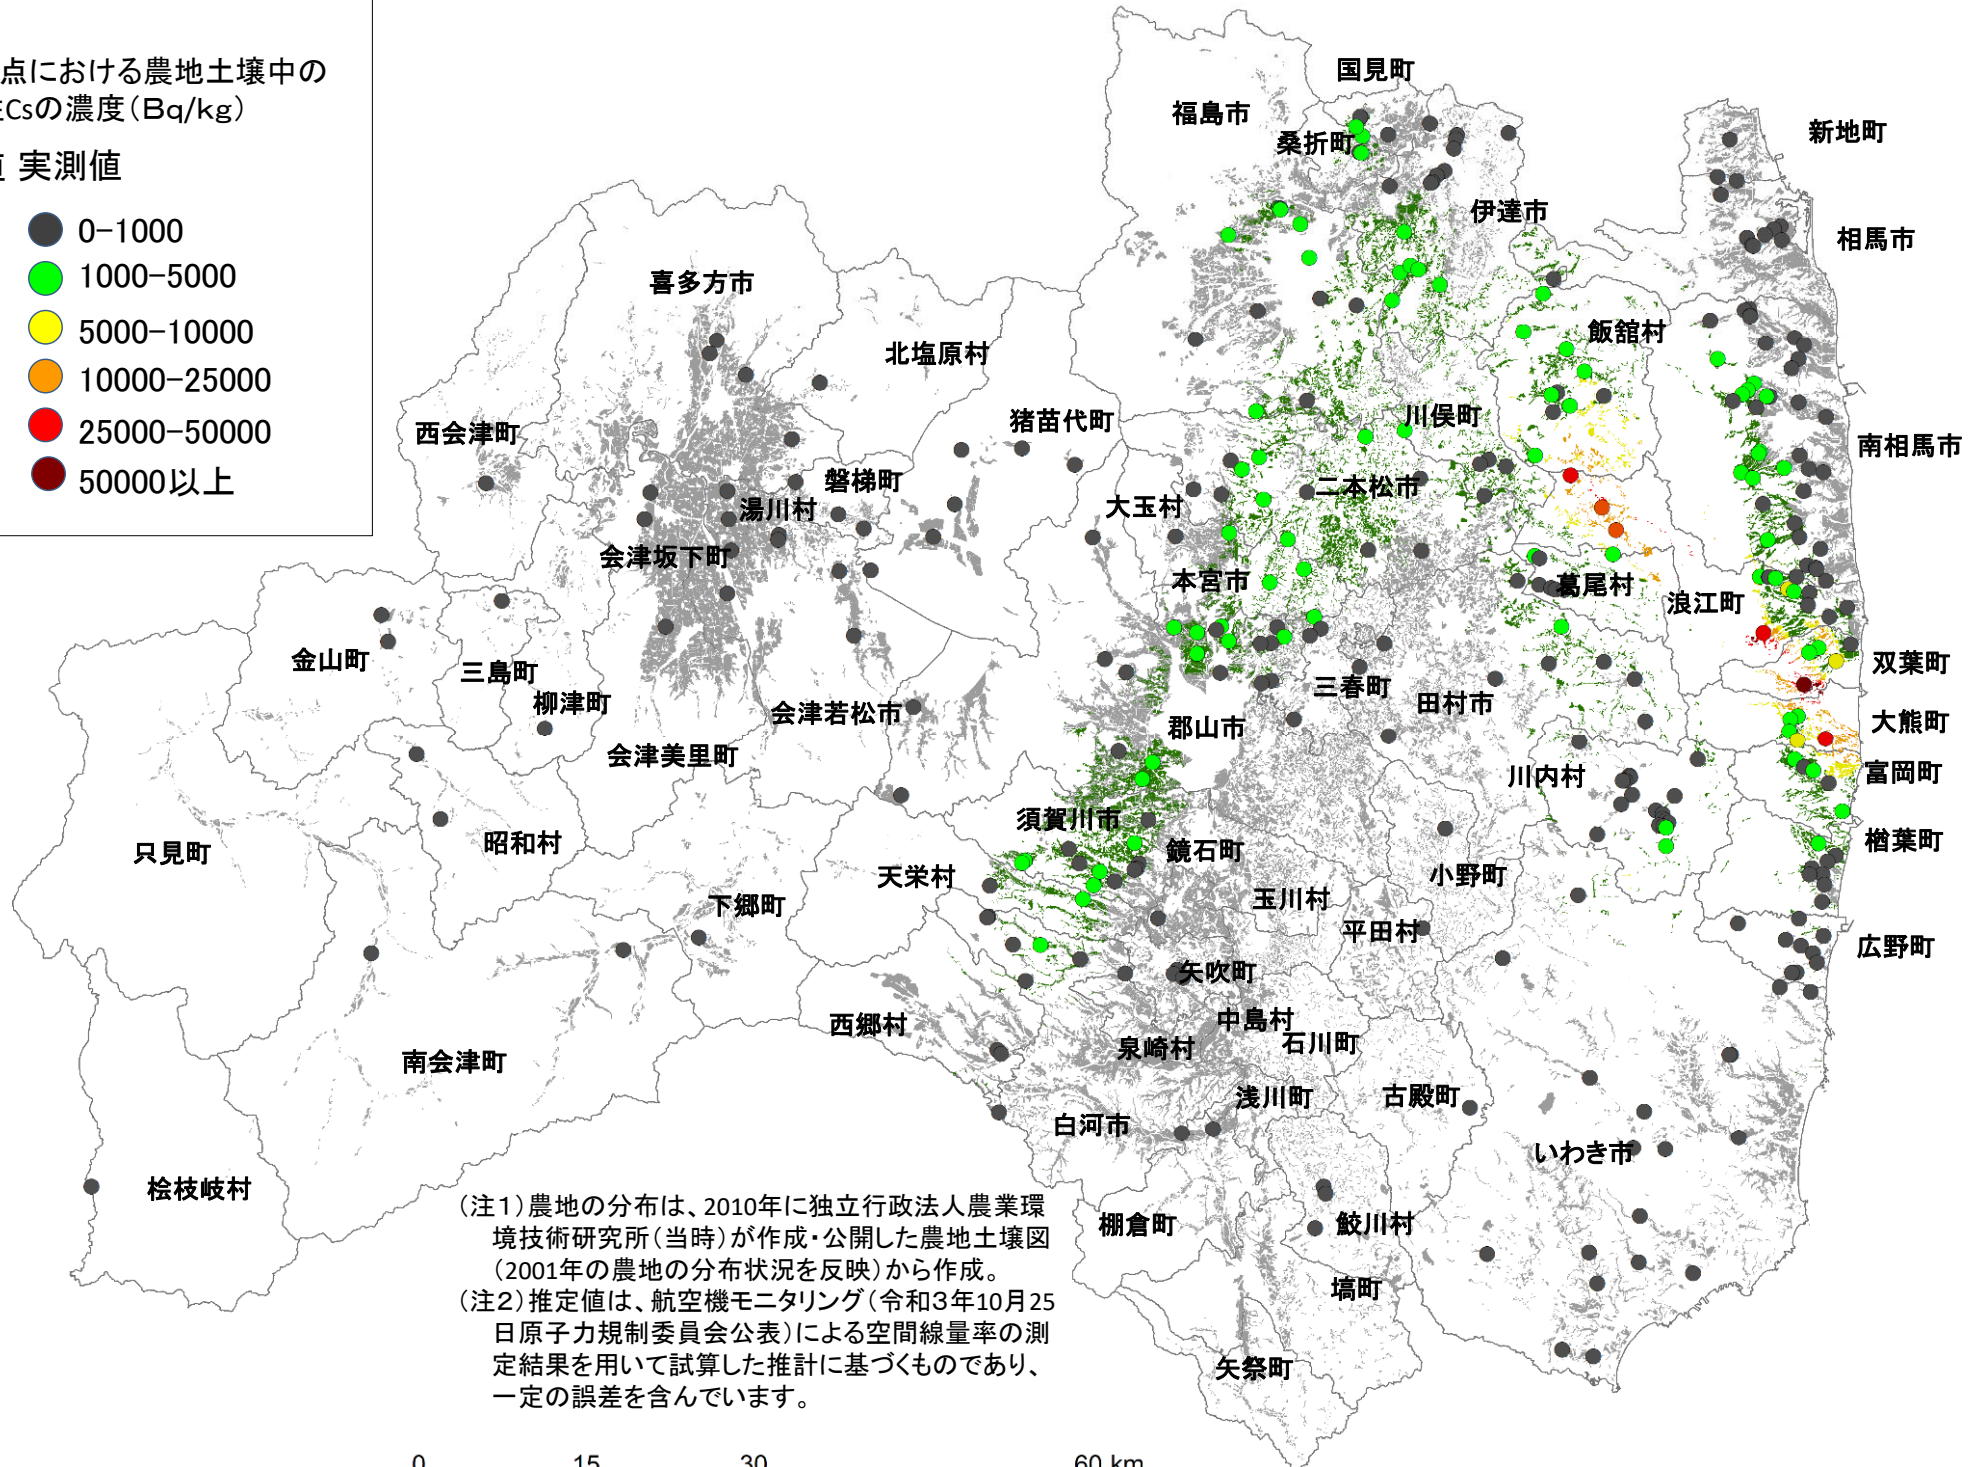 点における農地土壌中の
Csの濃度（Bq/kg）
実測値
0−1000
1000−5000
5000−10000
10000−25000
25000−50000
50000以上
国見町
福島市
桑折町
新地町
伊達市
相馬市
喜多方市
飯舘村
北塩原村
猪苗代町
川俣町
西会津町
南相馬市
磐梯町
二本松市
大玉村
湯川村
会津坂下町
本宮市
葛尾村
浪江町
金山町
双葉町
三島町
三春町
柳津町
田村市
会津若松市
大熊町
郡山市
会津美里町
富岡町
川内村
須賀川市
楢葉町
昭和村
鏡石町
只見町
天栄村
小野町
玉川村
下郷町
平田村
広野町
矢吹町
中島村
西郷村
石川町
泉崎村
南会津町
浅川町
古殿町
白河市
いわき市
桧枝岐村
棚倉町
鮫川村
塙町
矢祭町
（注１）農地の分布は、2010年に独立行政法人農業環
境技術研究所（当時）が作成・公開した農地土壌図
（2001年の農地の分布状況を反映）から作成。
（注２）推定値は、航空機モニタリング（令和３年10月25
日原子力規制委員会公表）による空間線量率の測
定結果を用いて試算した推計に基づくものであり、
一定の誤差を含んでいます。
0 15 30 60 km